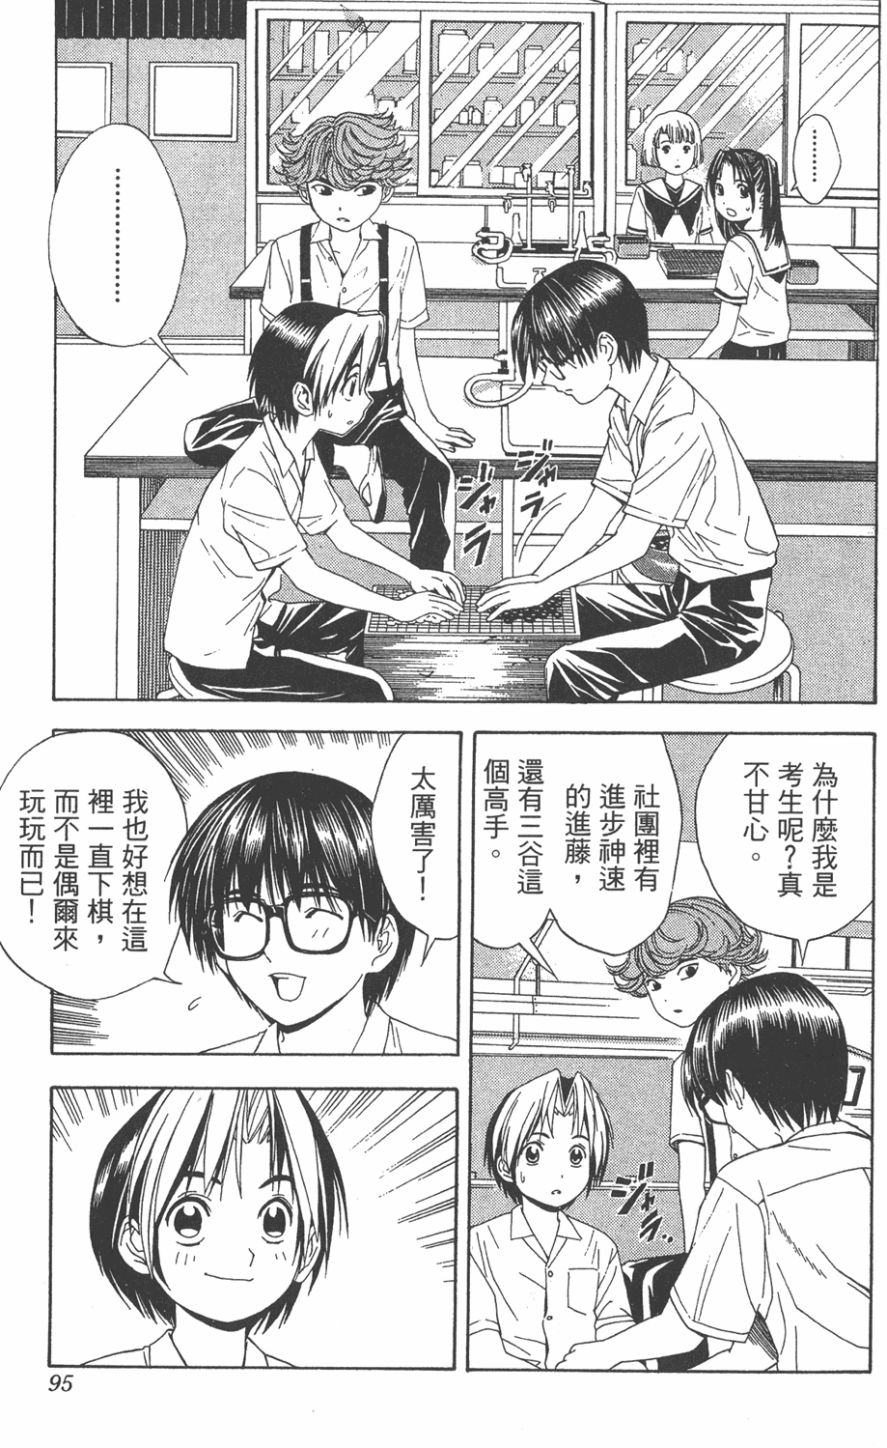 ………
…………
ジャラ
ジャラ
為什麼我是
考生呢？真
不甘心。
社團裡有
進步神速
的進藤，
還有三谷這
個高手。
ジャラ..
太厲害了！
我也好想在這
裡一直下棋，
而不是偶爾來
玩玩而已！
95